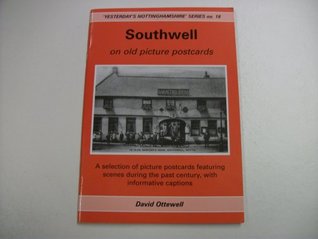 'YESTERDAY'S NOTTINGHAMSHIRE' SERIES no. 18
Southwell
on old picture postcards
A selection of picture postcards featuring
scenes during the past century, with
informative captions
David Ottewell